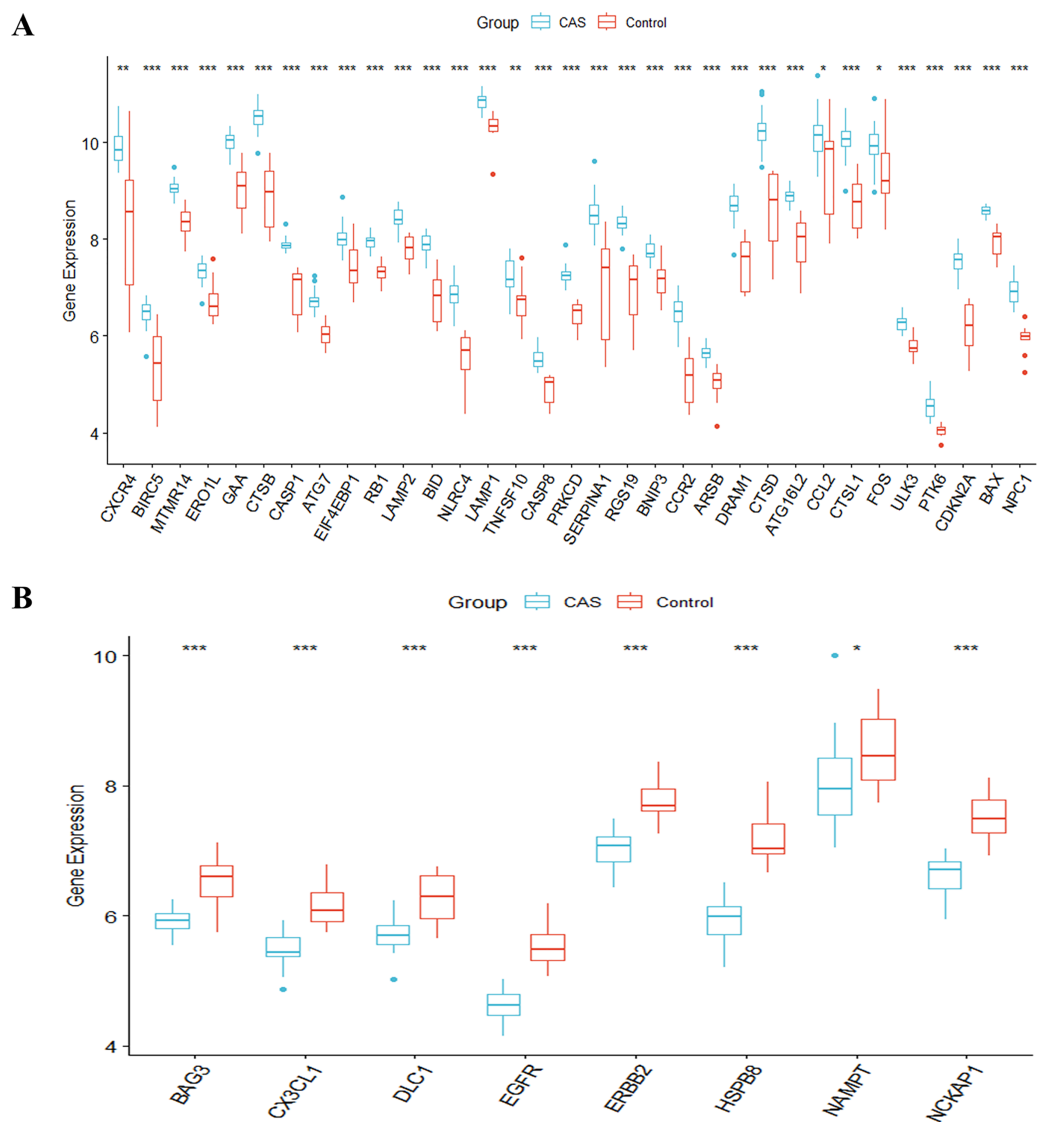 A
Group CAS Control
** *** *** *** *** *** *** *** *** *** *** *** *** *** ** *** *** *** *** *** *** *** *** *** *** * *** * *** *** *** *** ***
Gene Expression
10
8
6
4
CXCR4 BIRC5 MTMR14 ERO1L GAA CTSB CASP1 ATG7 EIF4EBP1 RB1 LAMP2 BID NLRC4 LAMP1 TNFSF10 CASP8 PRKCD SERPINA1 RGS19 BNIP3 CCR2 ARSB DRAM1 CTSD ATG16L2 CCL2 CTSL1 FOS ULK3 PTK6 CDKN2A BAX NPC1
B
Group CAS Control
*** *** *** *** *** *** * ***
Gene Expression
10
8
6
4
BAG3 CX3CL1 DLC1 EGFR ERBB2 HSPB8 NAMPT NCKAP1